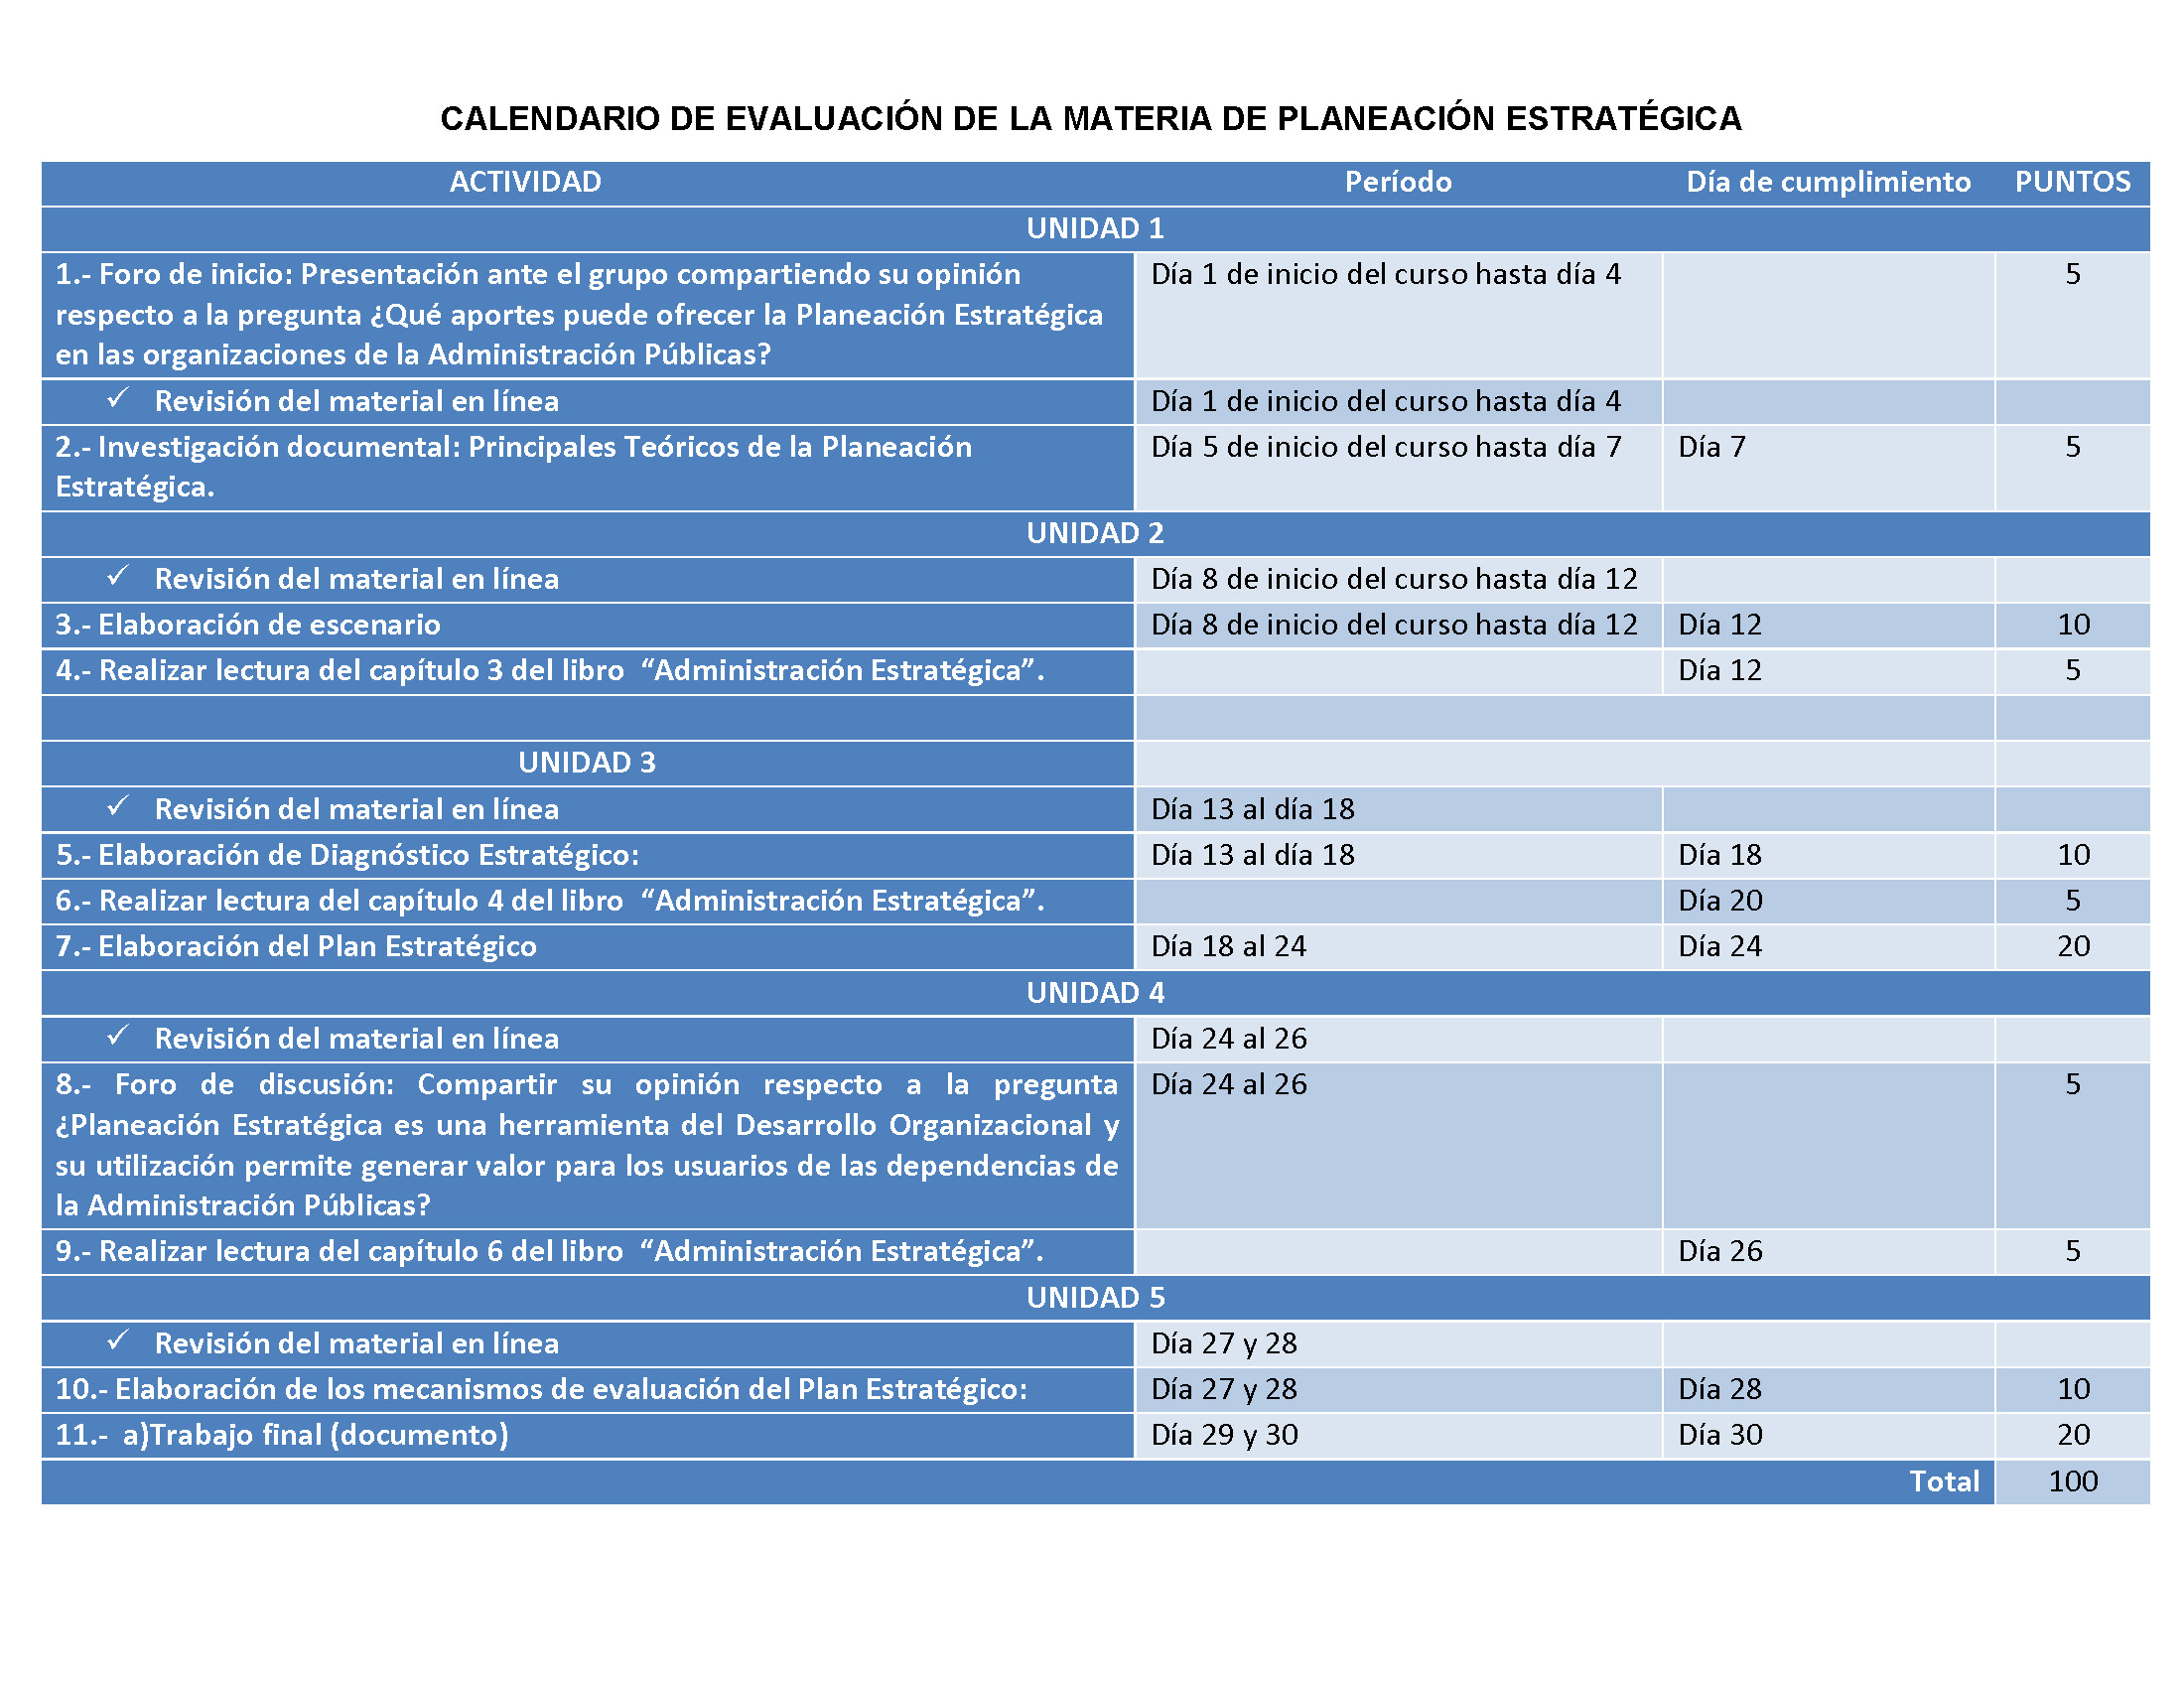 CALENDARIO DE EVALUACIÓN DE LA MATERIA DE PLANEACIÓN ESTRATÉGICA
ACTIVIDAD Período Día de cumplimiento PUNTOS
UNIDAD 1
1.- Foro de inicio: Presentación ante el grupo compartiendo su opinión Día 1 de inicio del curso hasta día 4 5
respecto a la pregunta ¿Qué aportes puede ofrecer la Planeación Estratégica
en las organizaciones de la Administración Públicas?
✓ Revisión del material en línea Día 1 de inicio del curso hasta día 4
2.- Investigación documental: Principales Teóricos de la Planeación Día 5 de inicio del curso hasta día 7 Día 7 5
Estratégica.
UNIDAD 2
✓ Revisión del material en línea Día 8 de inicio del curso hasta día 12
3.- Elaboración de escenario Día 8 de inicio del curso hasta día 12 Día 12 10
4.- Realizar lectura del capítulo 3 del libro “Administración Estratégica”. Día 12 5
UNIDAD 3
✓ Revisión del material en línea Día 13 al día 18
5.- Elaboración de Diagnóstico Estratégico: Día 13 al día 18 Día 18 10
6.- Realizar lectura del capítulo 4 del libro “Administración Estratégica”. Día 20 5
7.- Elaboración del Plan Estratégico Día 18 al 24 Día 24 20
UNIDAD 4
✓ Revisión del material en línea Día 24 al 26
8.- Foro de discusión: Compartir su opinión respecto a la pregunta Día 24 al 26 5
¿Planeación Estratégica es una herramienta del Desarrollo Organizacional y
su utilización permite generar valor para los usuarios de las dependencias de
la Administración Públicas?
9.- Realizar lectura del capítulo 6 del libro “Administración Estratégica”. Día 26 5
UNIDAD 5
✓ Revisión del material en línea Día 27 y 28
10.- Elaboración de los mecanismos de evaluación del Plan Estratégico: Día 27 y 28 Día 28 10
11.- a)Trabajo final (documento) Día 29 y 30 Día 30 20
Total 100